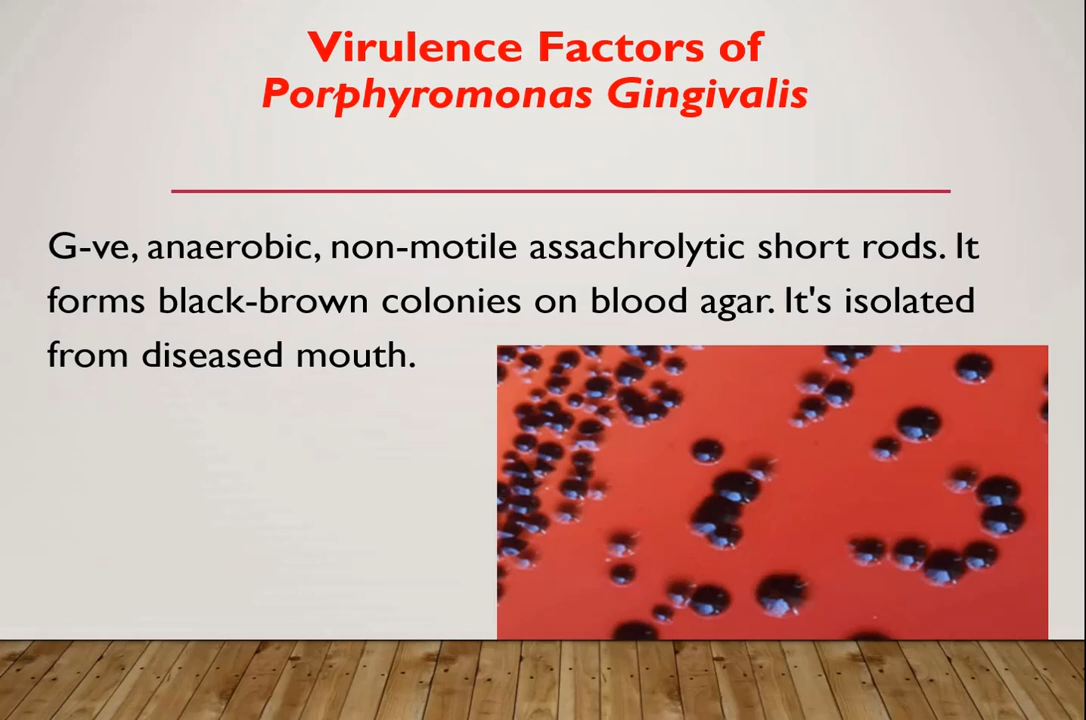 Virulence Factors of
Porphyromonas Gingivalis
G-ve, anaerobic, non-motile assachrolytic short rods. It
forms black-brown colonies on blood agar. It's isolated
from diseased mouth.